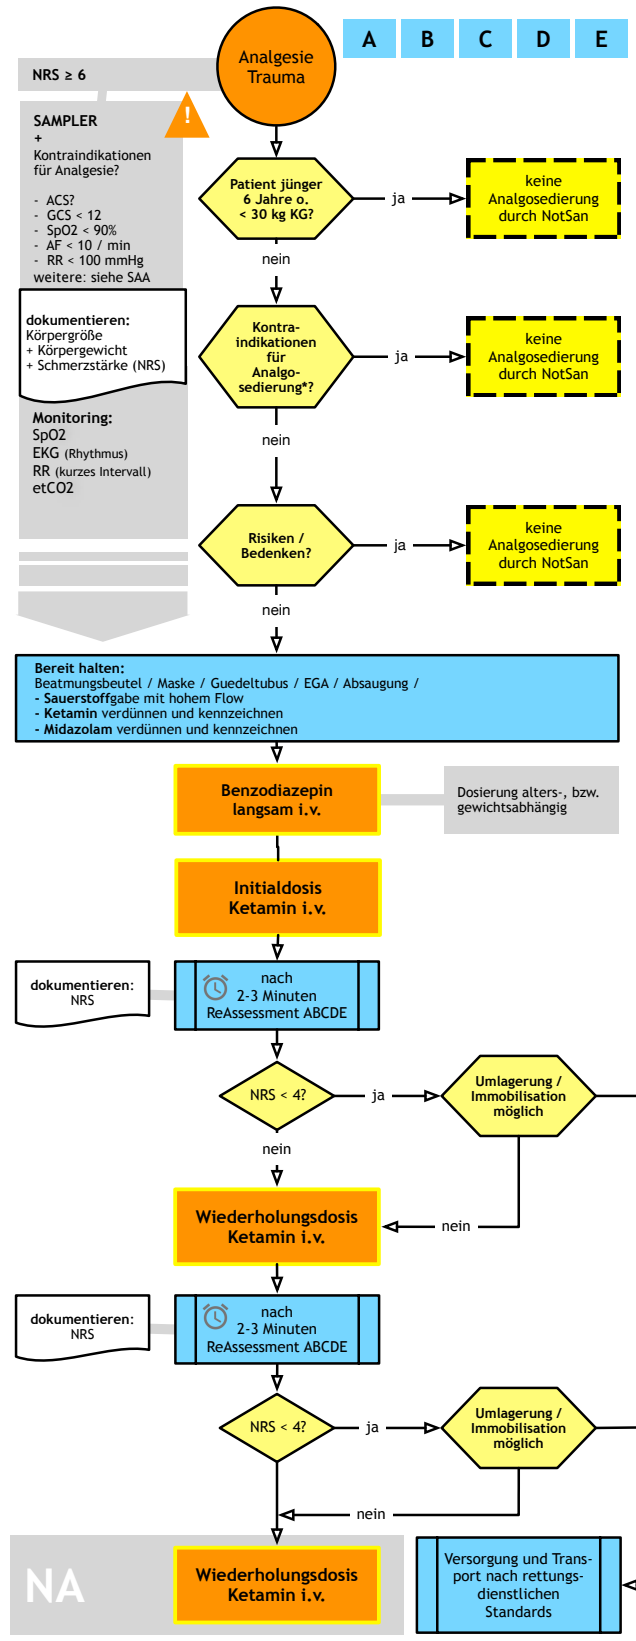 Analgesie
Trauma
A B C D E
NRS ≥ 6
!
SAMPLER
+
Kontraindikationen
für Analgesie?
- ACS?
- GCS < 12
- SpO2 < 90%
- AF < 10 / min
- RR < 100 mmHg
weitere: siehe SAA
dokumentieren:
Körpergröße
+ Körpergewicht
+ Schmerzstärke (NRS)
Monitoring:
SpO2
EKG (Rhythmus)
RR (kurzes Intervall)
etCO2
Patient jünger
6 Jahre o.
< 30 kg KG?
ja
keine
Analgosedierung
durch NotSan
nein
Kontra-
indikationen
für
Analgo-
sedierung*?
ja
keine
Analgosedierung
durch NotSan
nein
Risiken /
Bedenken?
ja
keine
Analgosedierung
durch NotSan
nein
Bereit halten:
Beatmungsbeutel / Maske / Guedeltubus / EGA / Absaugung /
- Sauerstoffgabe mit hohem Flow
- Ketamin verdünnen und kennzeichnen
- Midazolam verdünnen und kennzeichnen
Benzodiazepin
langsam i.v.
Dosierung alters-, bzw.
gewichtsabhängig
Initialdosis
Ketamin i.v.
dokumentieren:
NRS
nach
2-3 Minuten
ReAssessment ABCDE
NRS < 4?
ja
Umlagerung /
Immobilisation
möglich
nein
Wiederholungsdosis
Ketamin i.v.
nein
dokumentieren:
NRS
nach
2-3 Minuten
ReAssessment ABCDE
NRS < 4?
ja
Umlagerung /
Immobilisation
möglich
nein
NA
Wiederholungsdosis
Ketamin i.v.
Versorgung und Trans-
port nach rettungs-
dienstlichen
Standards